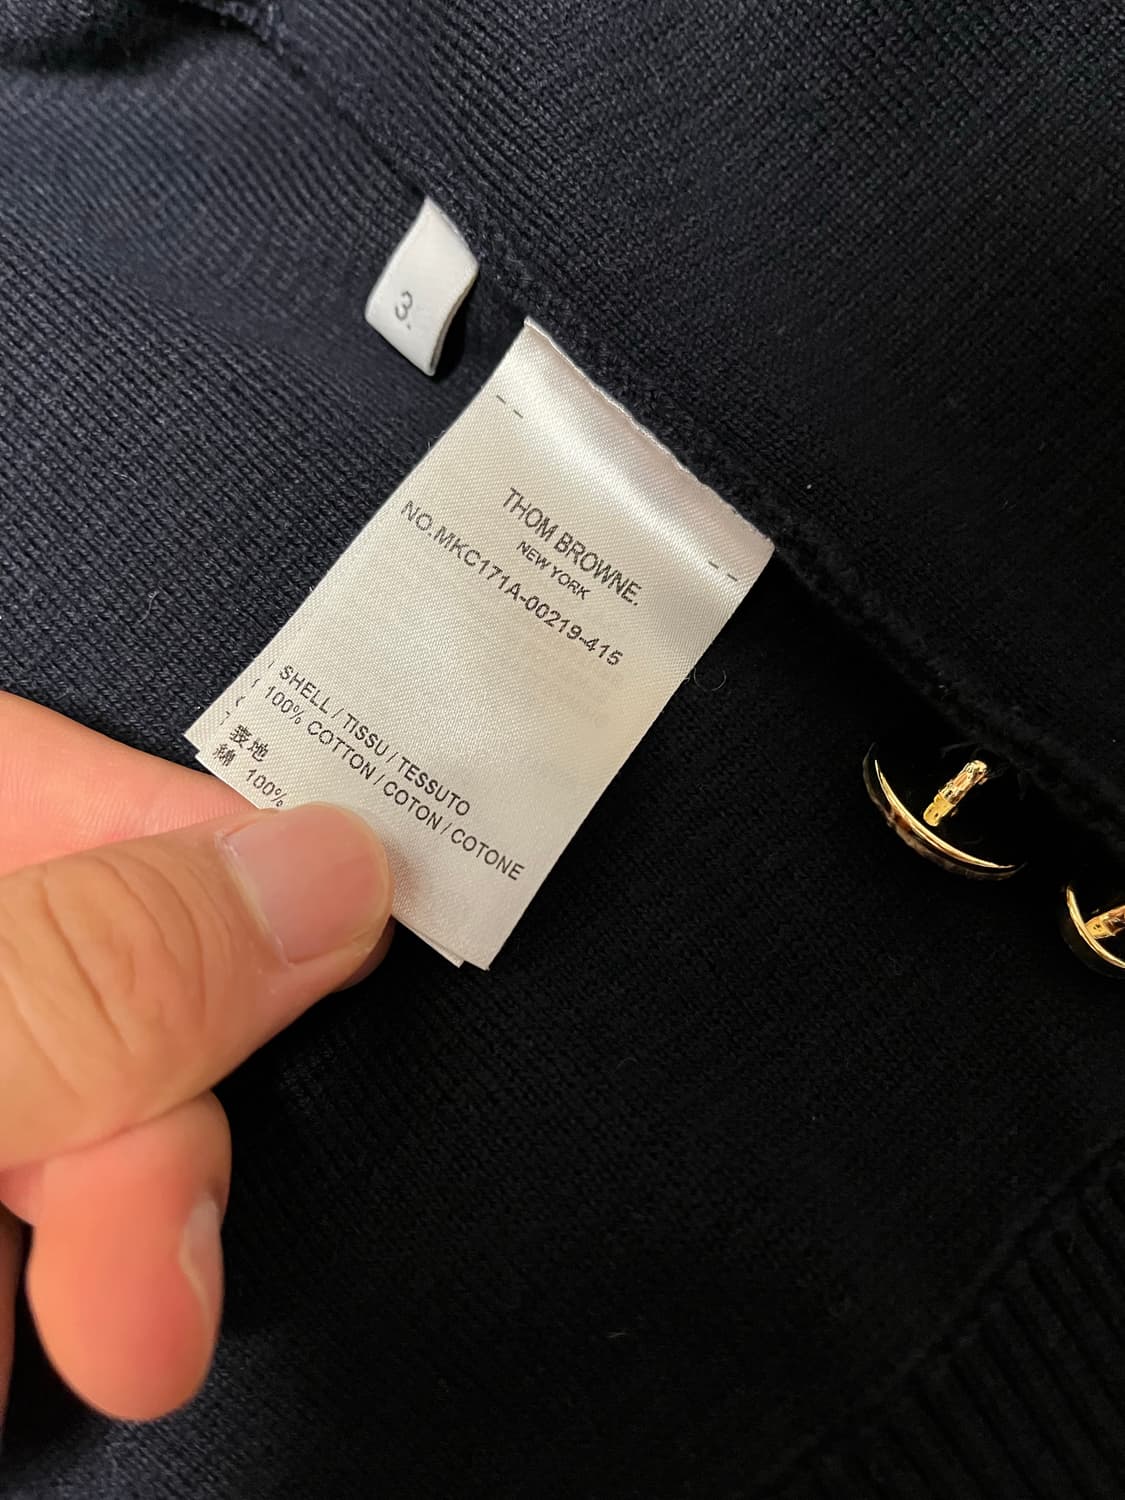 3.
THOM BROWNE.
NEW YORK
NO.MKC171A-00219-415
SHELL / TISSU / TESSUTO
100% COTTON / COTON / COTONE
表地
綿 100%